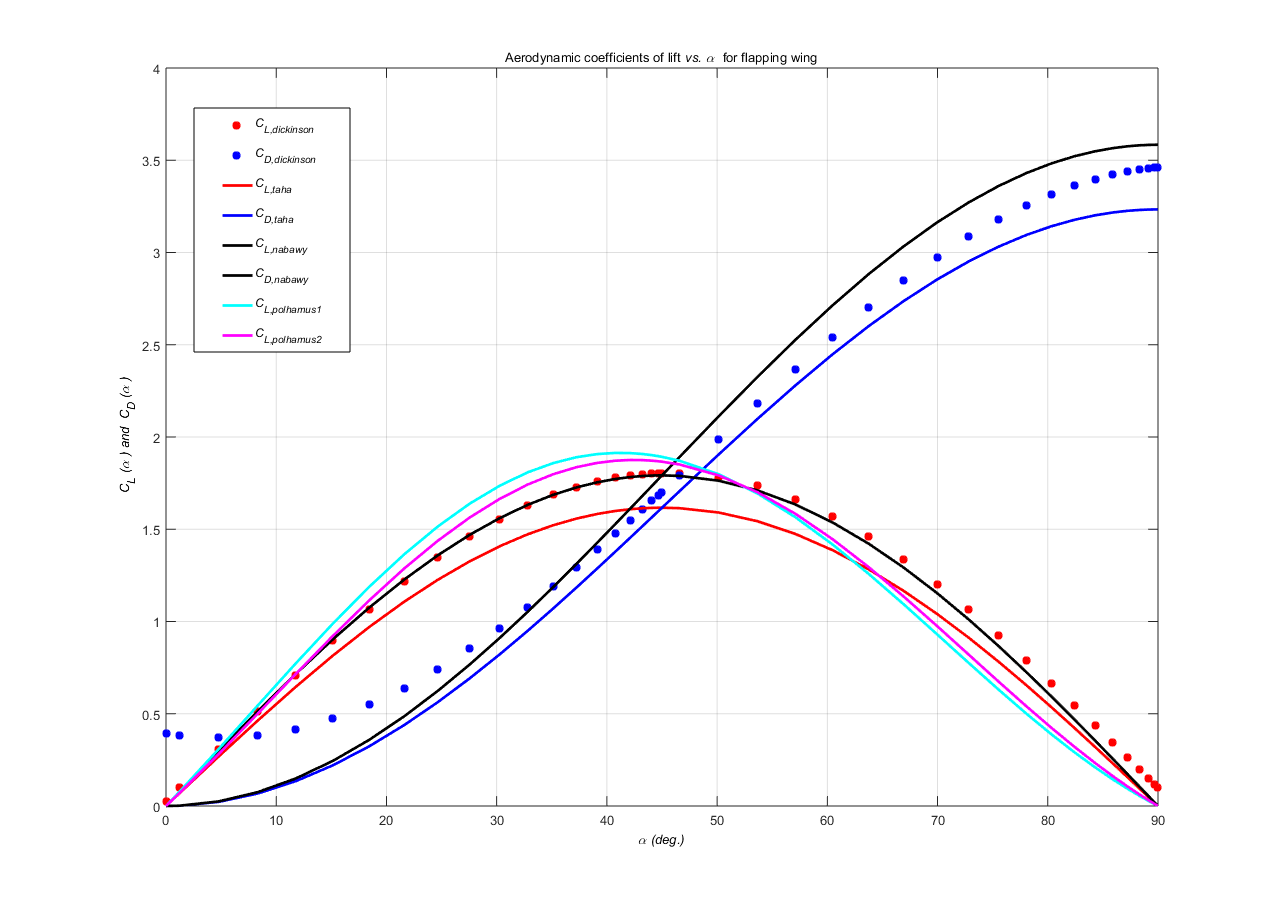 Aerodynamic coefficients of lift vs. α for flapping wing
4
3.5
3
2.5
2
1.5
1
0.5
0
C_L (α) and C_D (α)
C_L,dickinson
C_D,dickinson
C_L,taha
C_D,taha
C_L,nabawy
C_D,nabawy
C_L,polhamus1
C_L,polhamus2
0 10 20 30 40 50 60 70 80 90
α (deg.)